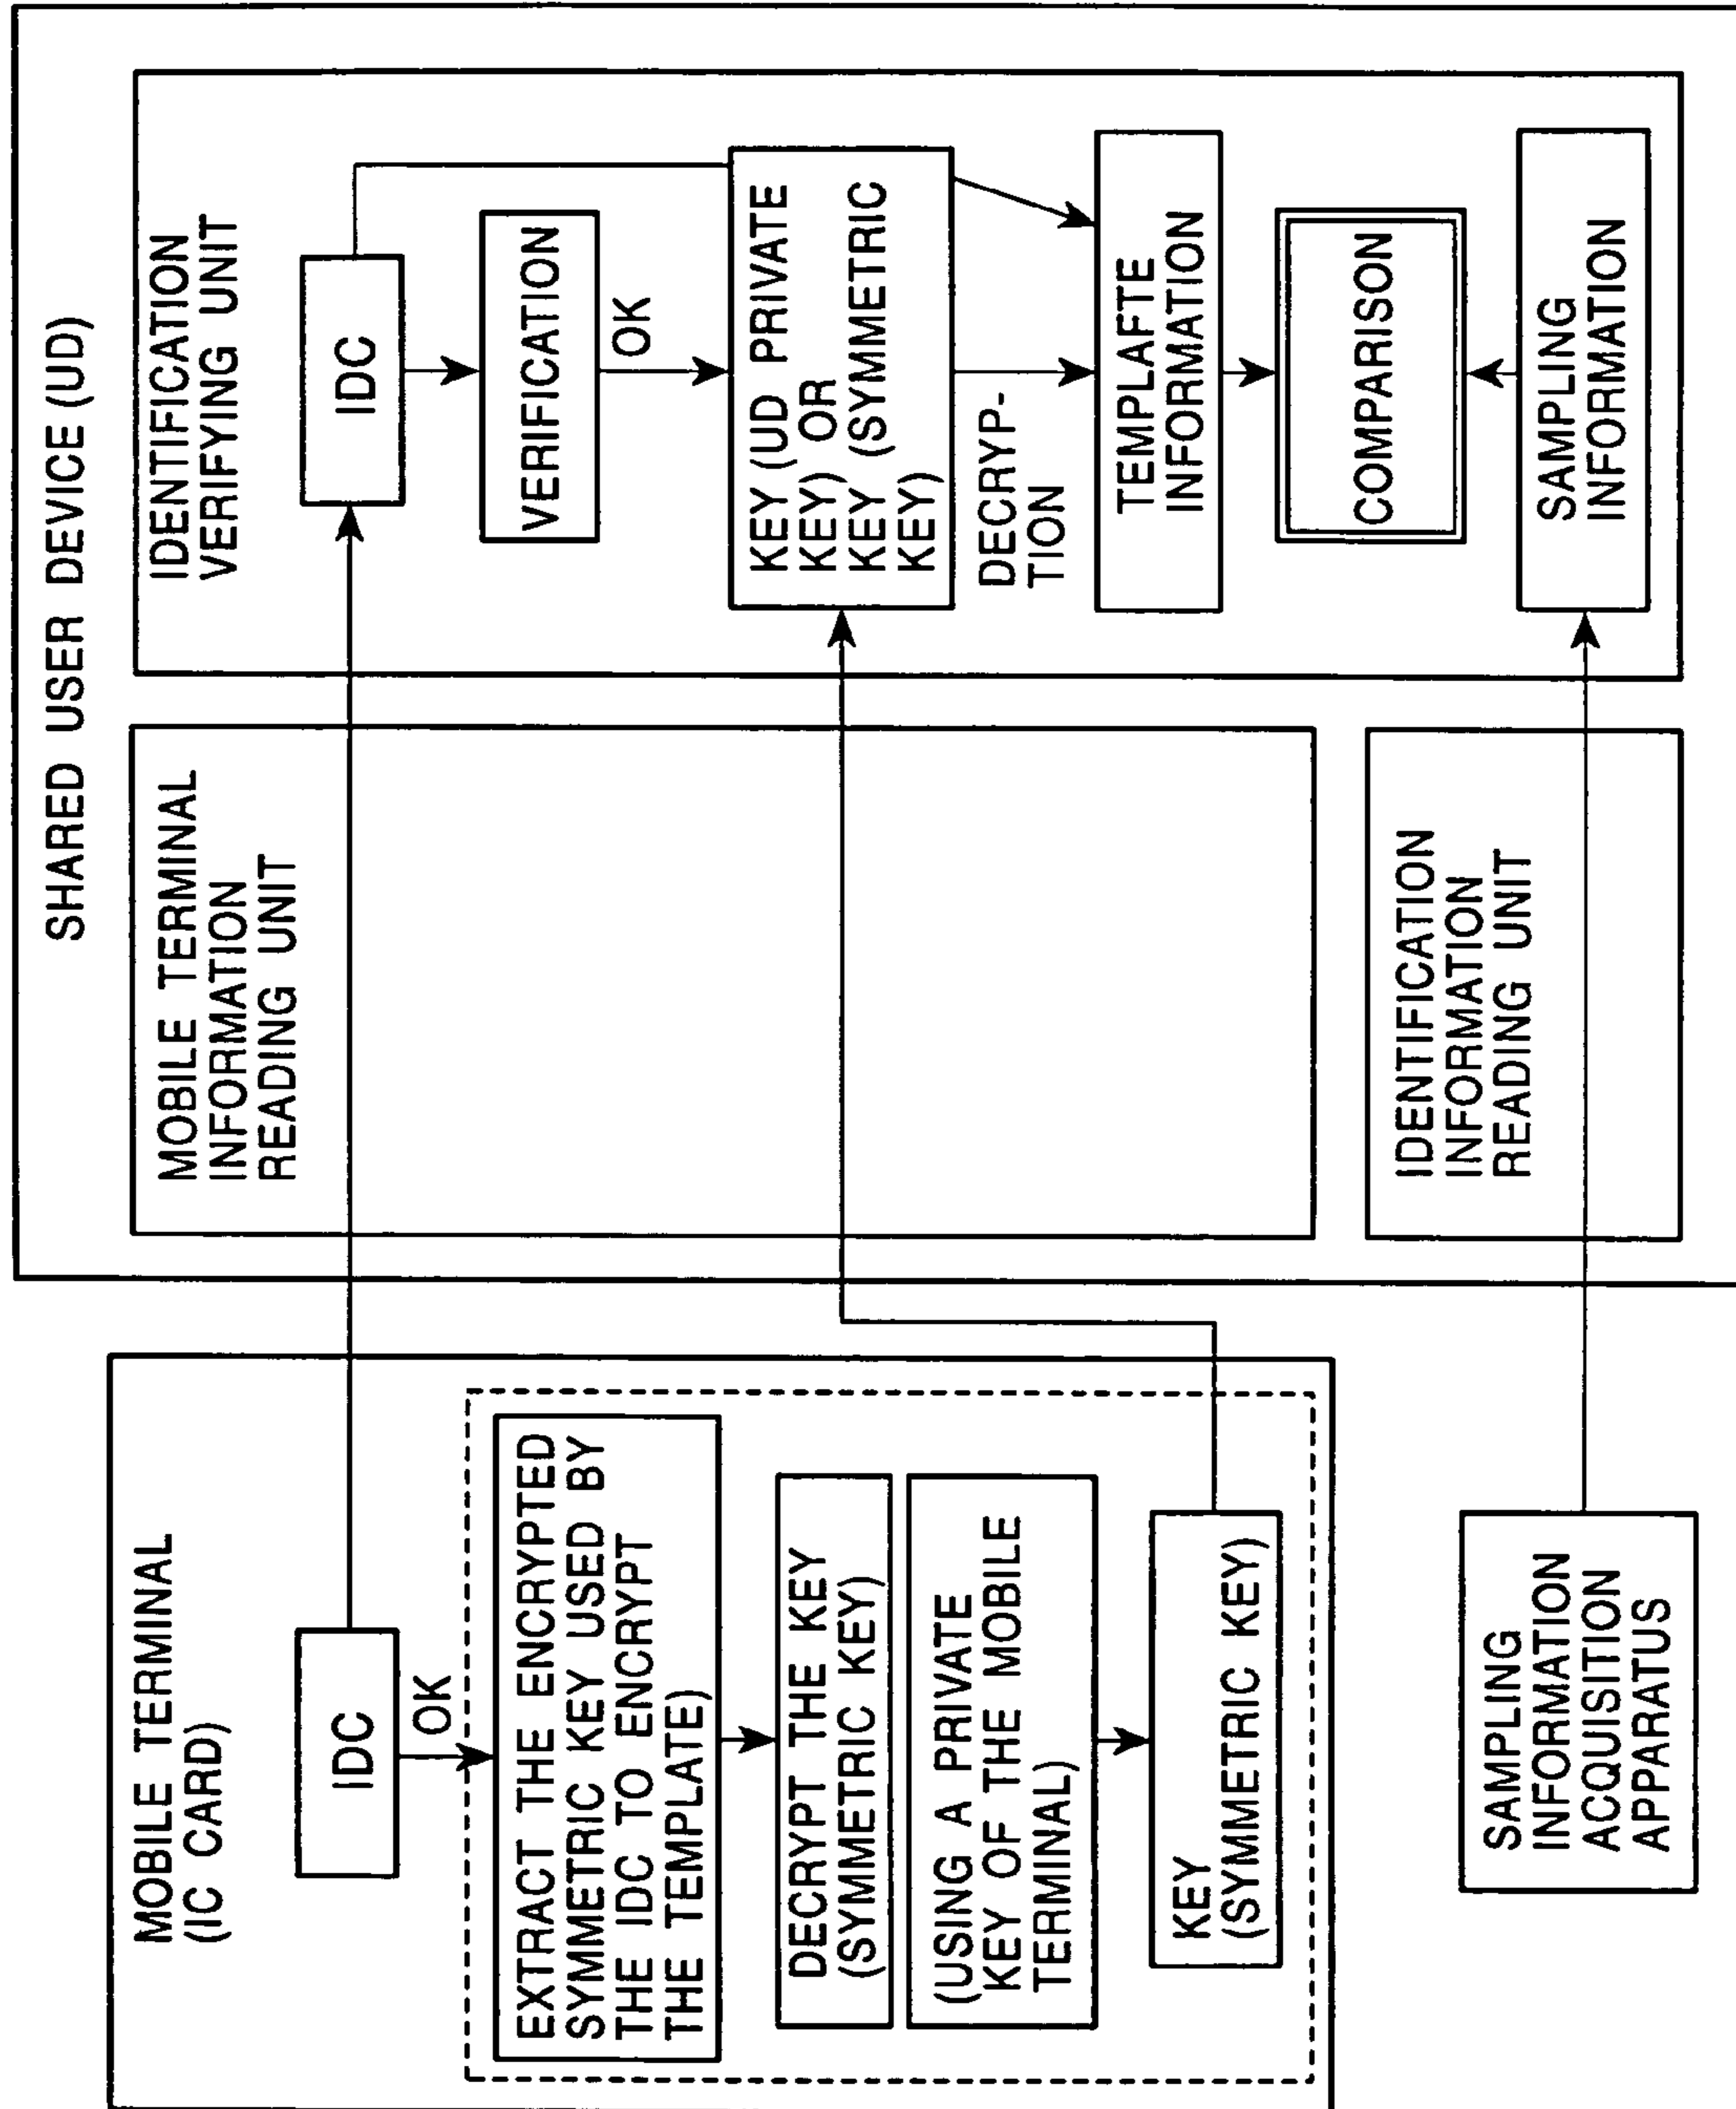 SHARED USER DEVICE (UD)
MOBILE TERMINAL
(IC CARD)
IDC
OK
EXTRACT THE ENCRYPTED
SYMMETRIC KEY USED BY
THE IDC TO ENCRYPT
THE TEMPLATE)
DECRYPT THE KEY
(SYMMETRIC KEY)
(USING A PRIVATE
KEY OF THE MOBILE
TERMINAL)
KEY
(SYMMETRIC KEY)
SAMPLING
INFORMATION
ACQUISITION
APPARATUS
MOBILE TERMINAL
INFORMATION
READING UNIT
IDENTIFICATION
INFORMATION
READING UNIT
IDENTIFICATION
VERIFYING UNIT
IDC
VERIFICATION
OK
KEY (UD PRIVATE
KEY) OR
KEY (SYMMETRIC
KEY)
DECRYP-
TION
TEMPLAFTE
INFORMATION
COMPARISON
SAMPLING
INFORMATION